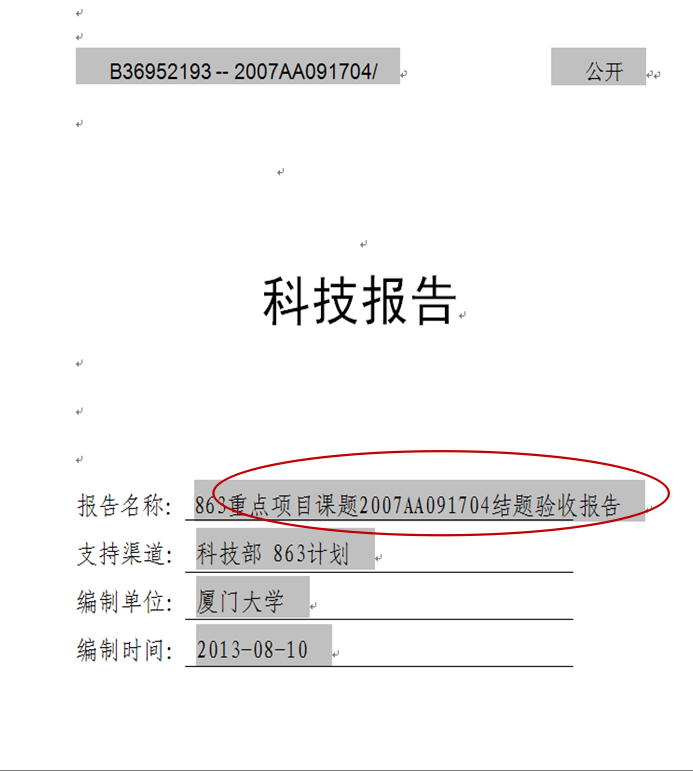 B36952193 -- 2007AA091704/ 公开
科技报告
报告名称： 863重点项目课题2007AA091704结题验收报告
支持渠道： 科技部 863计划
编制单位： 厦门大学
编制时间： 2013-08-10